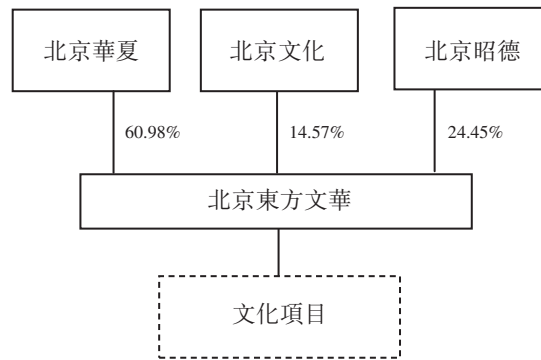 北京華夏
北京文化
北京昭德
60.98%
14.57%
24.45%
北京東方文華
文化項目